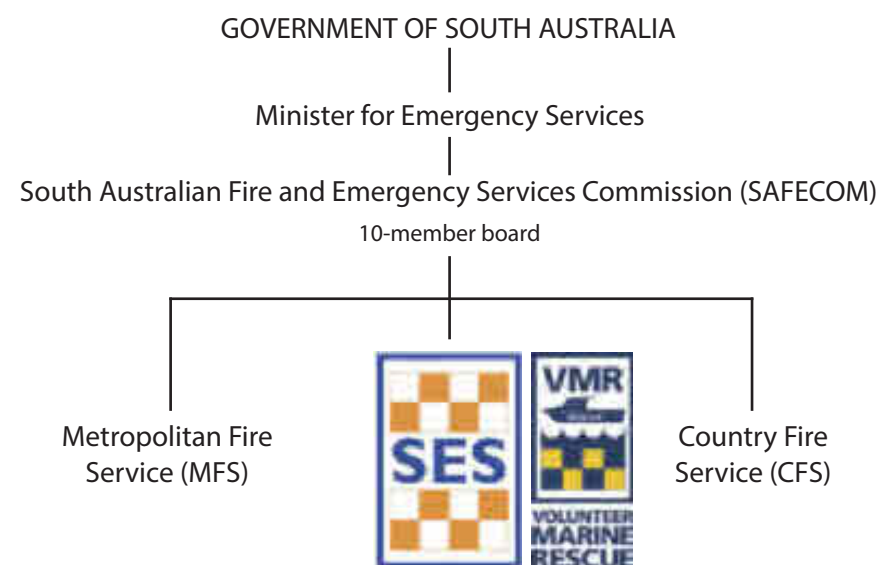 GOVERNMENT OF SOUTH AUSTRALIA
Minister for Emergency Services
South Australian Fire and Emergency Services Commission (SAFECOM)
10-member board
Metropolitan Fire
Service (MFS)
SES
VMR
VOLUNTEER
MARINE
RESCUE
Country Fire
Service (CFS)